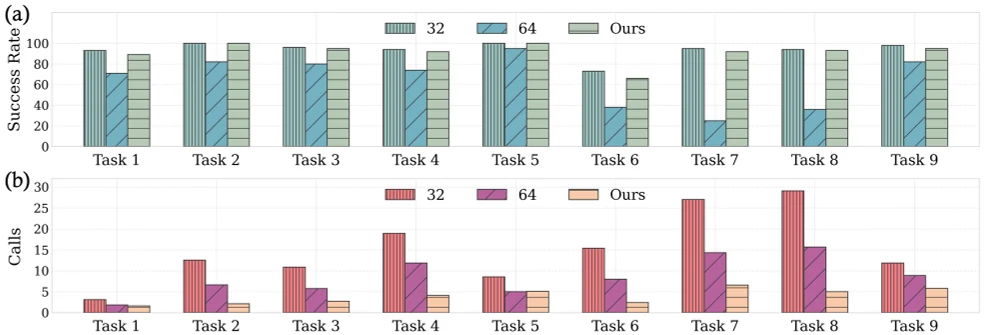 (a)
32 64 Ours
Success Rate
100
80
60
40
20
0
Task 1 Task 2 Task 3 Task 4 Task 5 Task 6 Task 7 Task 8 Task 9
(b)
32 64 Ours
Calls
30
25
20
15
10
5
0
Task 1 Task 2 Task 3 Task 4 Task 5 Task 6 Task 7 Task 8 Task 9